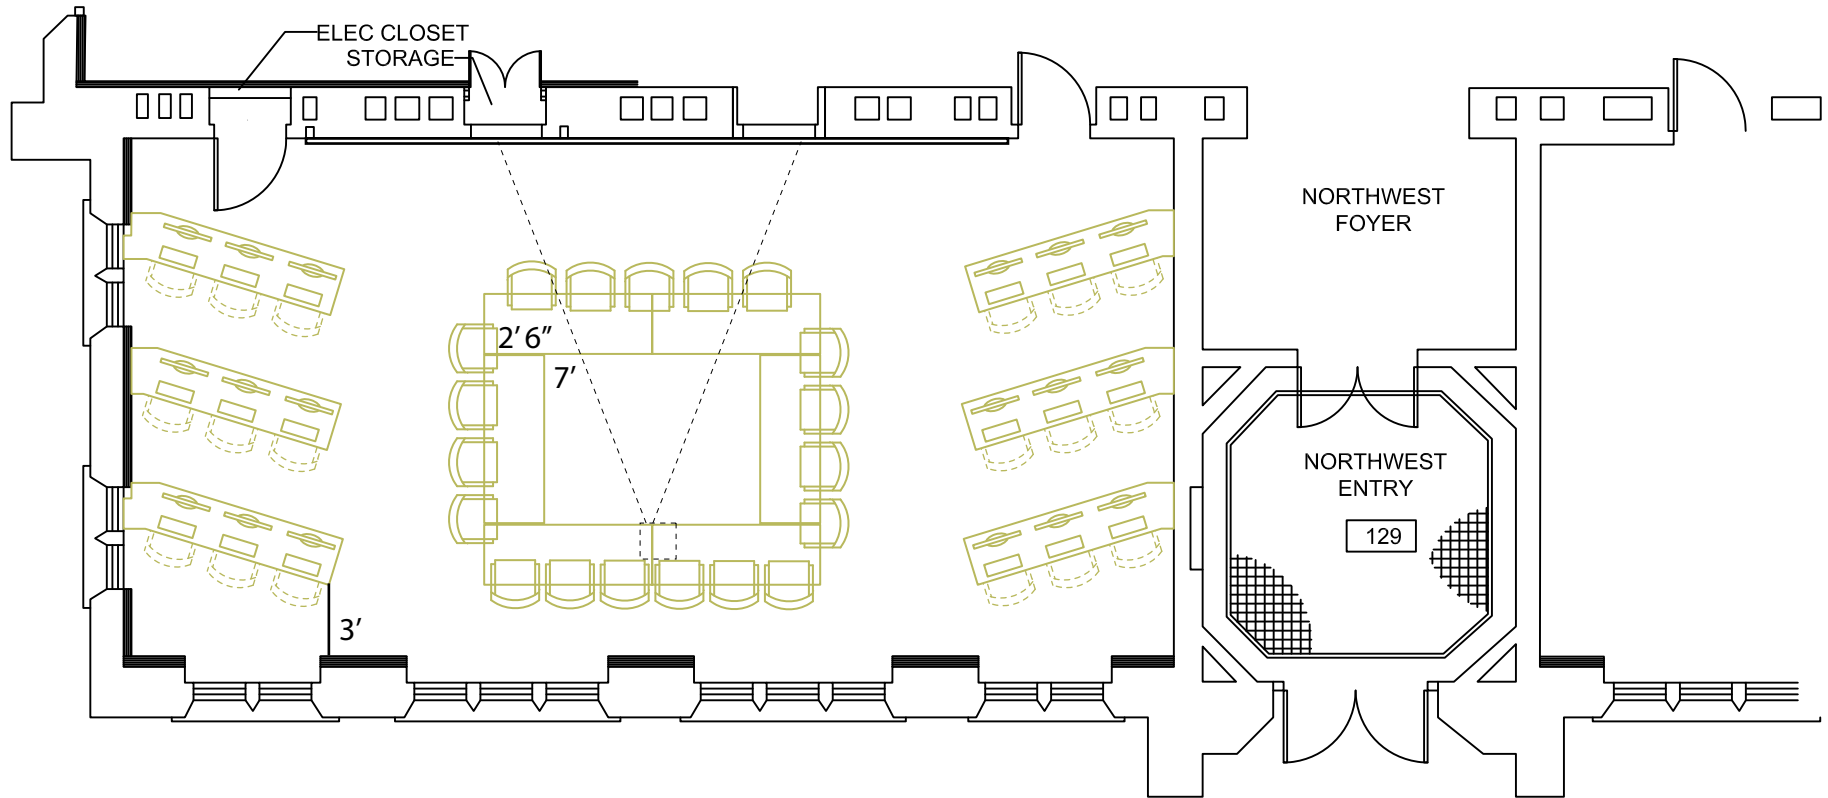 ELEC CLOSET
STORAGE
NORTHWEST
FOYER
2’ 6”
7’
NORTHWEST
ENTRY
129
3’